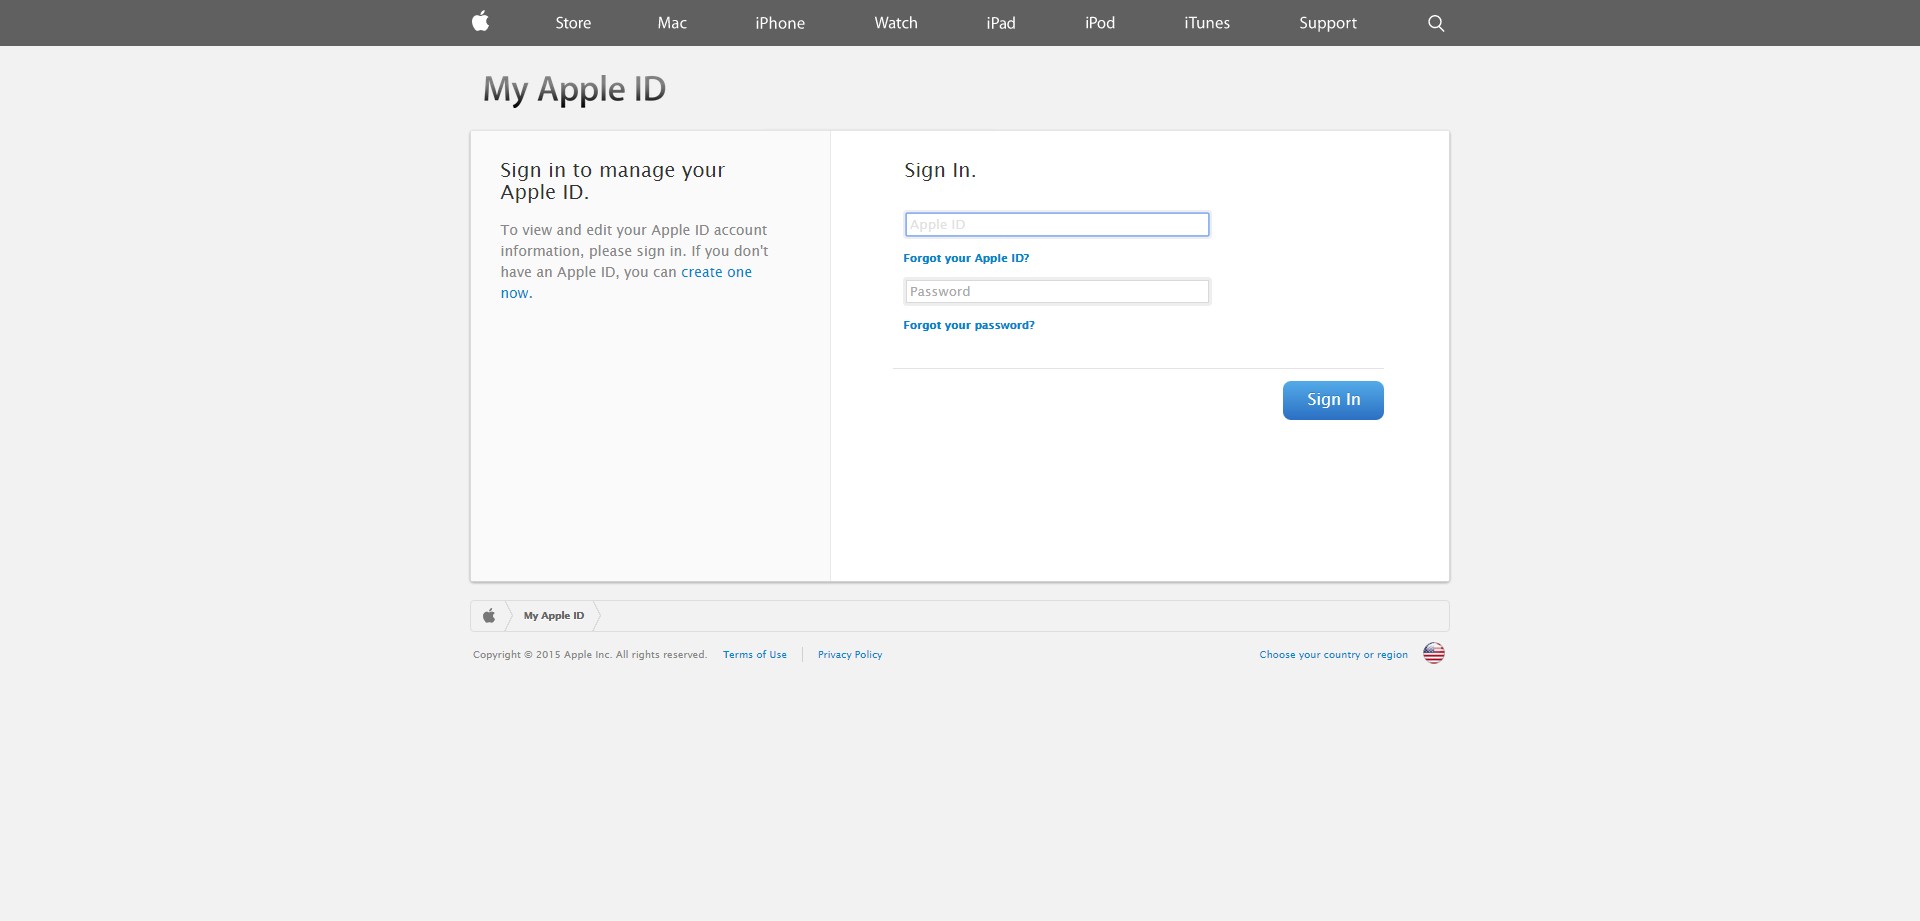 Store Mac iPhone Watch iPad iPod iTunes Support
My Apple ID
Sign in to manage your
Apple ID.
To view and edit your Apple ID account
information, please sign in. If you don't
have an Apple ID, you can create one
now.
Sign In.
Apple ID
Forgot your Apple ID?
Password
Forgot your password?
Sign In
My Apple ID
Copyright © 2015 Apple Inc. All rights reserved. Terms of Use Privacy Policy Choose your country or region